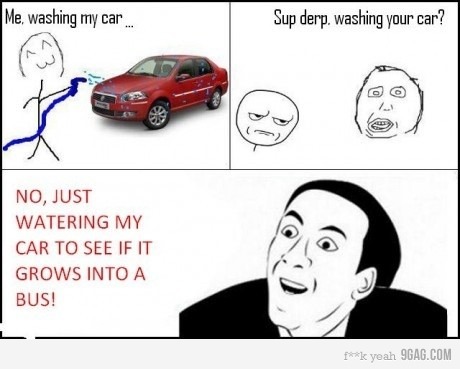 Me, washing my car ...
Sup derp, washing your car?
NO, JUST
WATERING MY
CAR TO SEE IF IT
GROWS INTO A
BUS!
f**k yeah 9GAG.COM